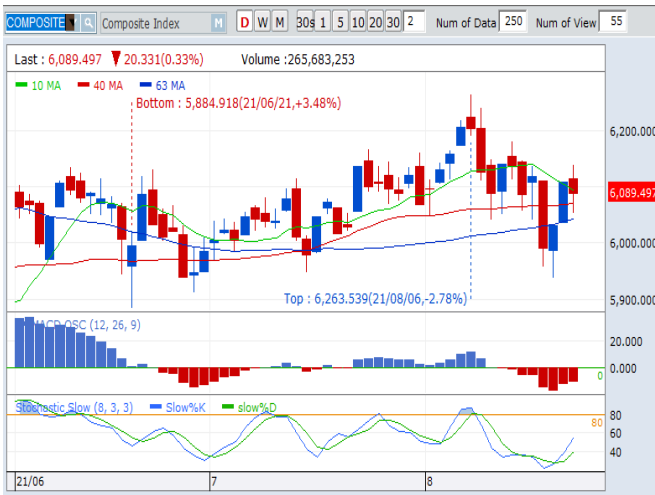 COMPOSITE Composite Index M D W M 30s 1 5 10 20 30 2 Num of Data 250 Num of View 55
Last : 6,089.497 ▼ 20.331(0.33%) Volume :265,683,253
10 MA 40 MA 63 MA
Bottom : 5,884.918(21/06/21,+3.48%)
6,200.000
6,089.497
6,000.000
Top : 6,263.539(21/08/06,-2.78%)
5,900.000
MACD OSC (12, 26, 9)
20.000
0.000
0
Stochastic Slow (8, 3, 3) Slow%K slow%D
80
80
60
40
21/06 7 8